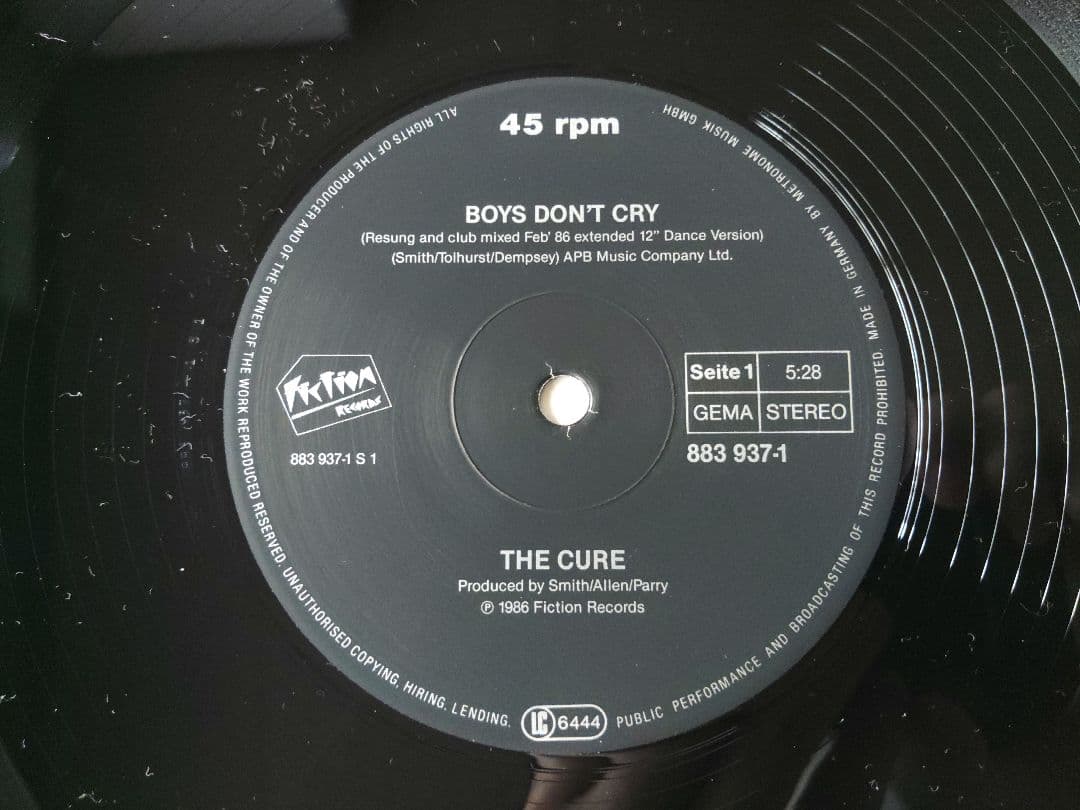 45 rpm
BOYS DON'T CRY
(Resung and club mixed Feb' 86 extended 12" Dance Version)
(Smith/Tolhurst/Dempsey) APB Music Company Ltd.
FICTION
RECORDS
883 937-1 S 1
Seite 1 5:28
GEMA STEREO
883 937-1
THE CURE
Produced by Smith/Allen/Parry
℗ 1986 Fiction Records
ALL RIGHTS OF THE PRODUCER AND OF THE OWNER OF THE WORK REPRODUCED RESERVED. UNAUTHORISED COPYING, HIRING, LENDING, PUBLIC PERFORMANCE AND BROADCASTING OF THIS RECORD PROHIBITED. MADE IN GERMANY BY METRONOME MUSIK GMBH
LC 6444